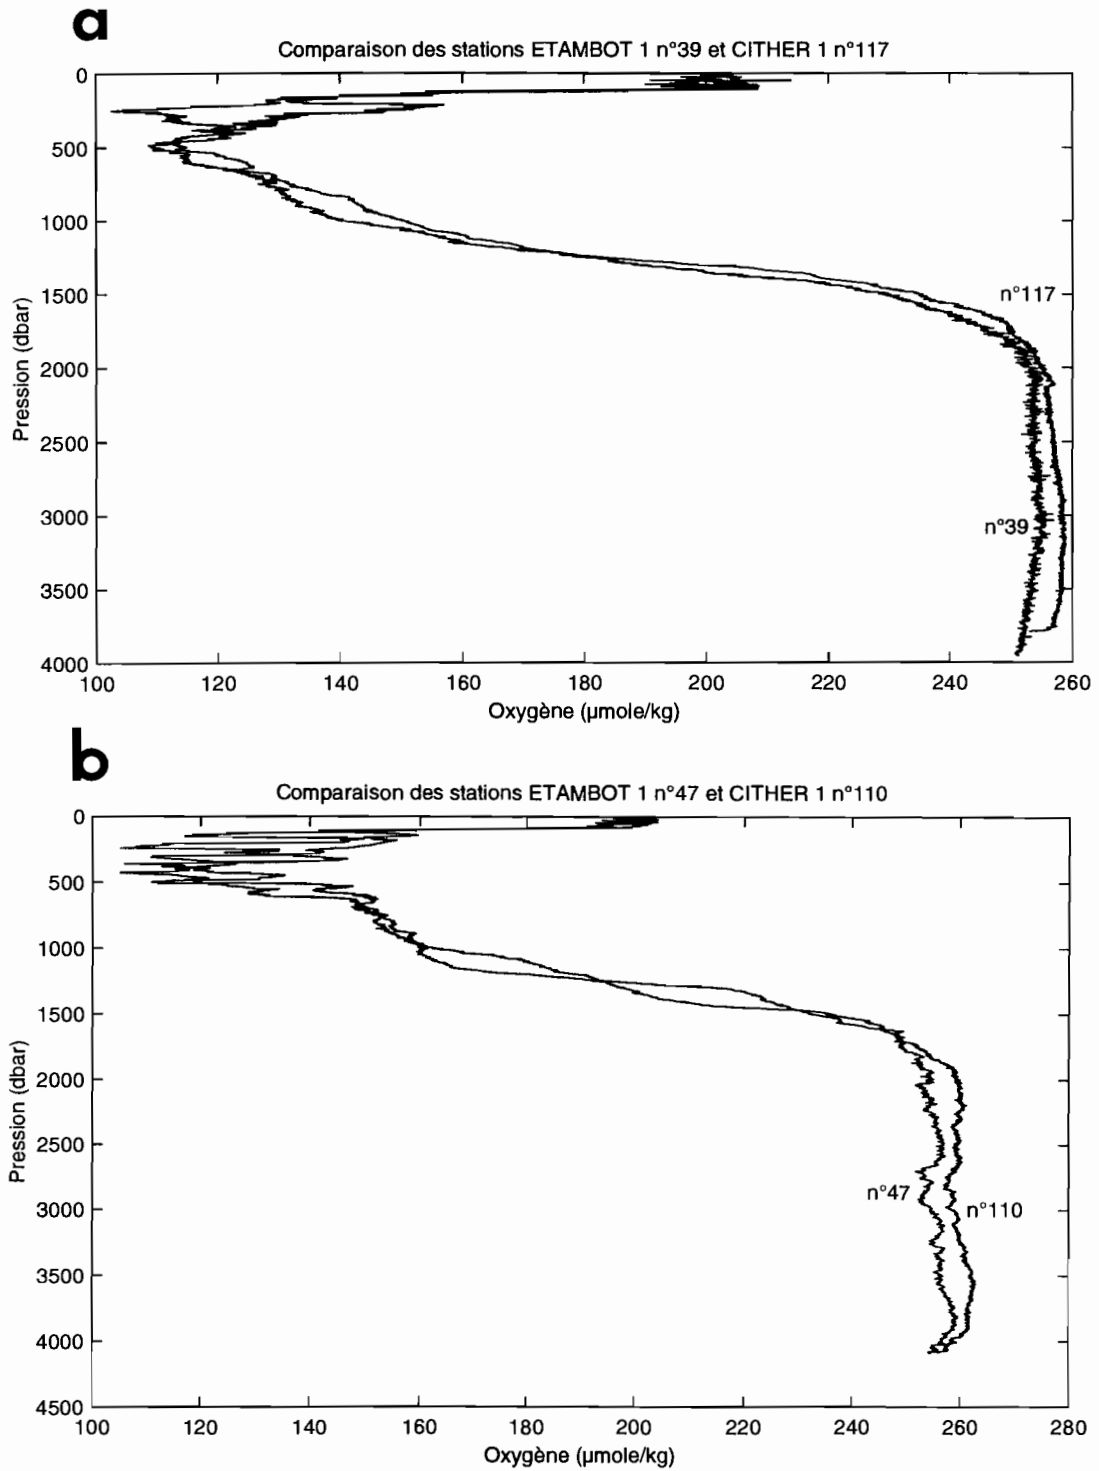 a
Comparaison des stations ETAMBOT 1 n°39 et CITHER 1 n°117
0
500
1000
1500
2000
2500
3000
3500
4000
Pression (dbar)
n°117
n°39
100 120 140 160 180 200 220 240 260
Oxygène (µmole/kg)
b
Comparaison des stations ETAMBOT 1 n°47 et CITHER 1 n°110
0
500
1000
1500
2000
2500
3000
3500
4000
4500
Pression (dbar)
n°47
n°110
100 120 140 160 180 200 220 240 260 280
Oxygène (µmole/kg)